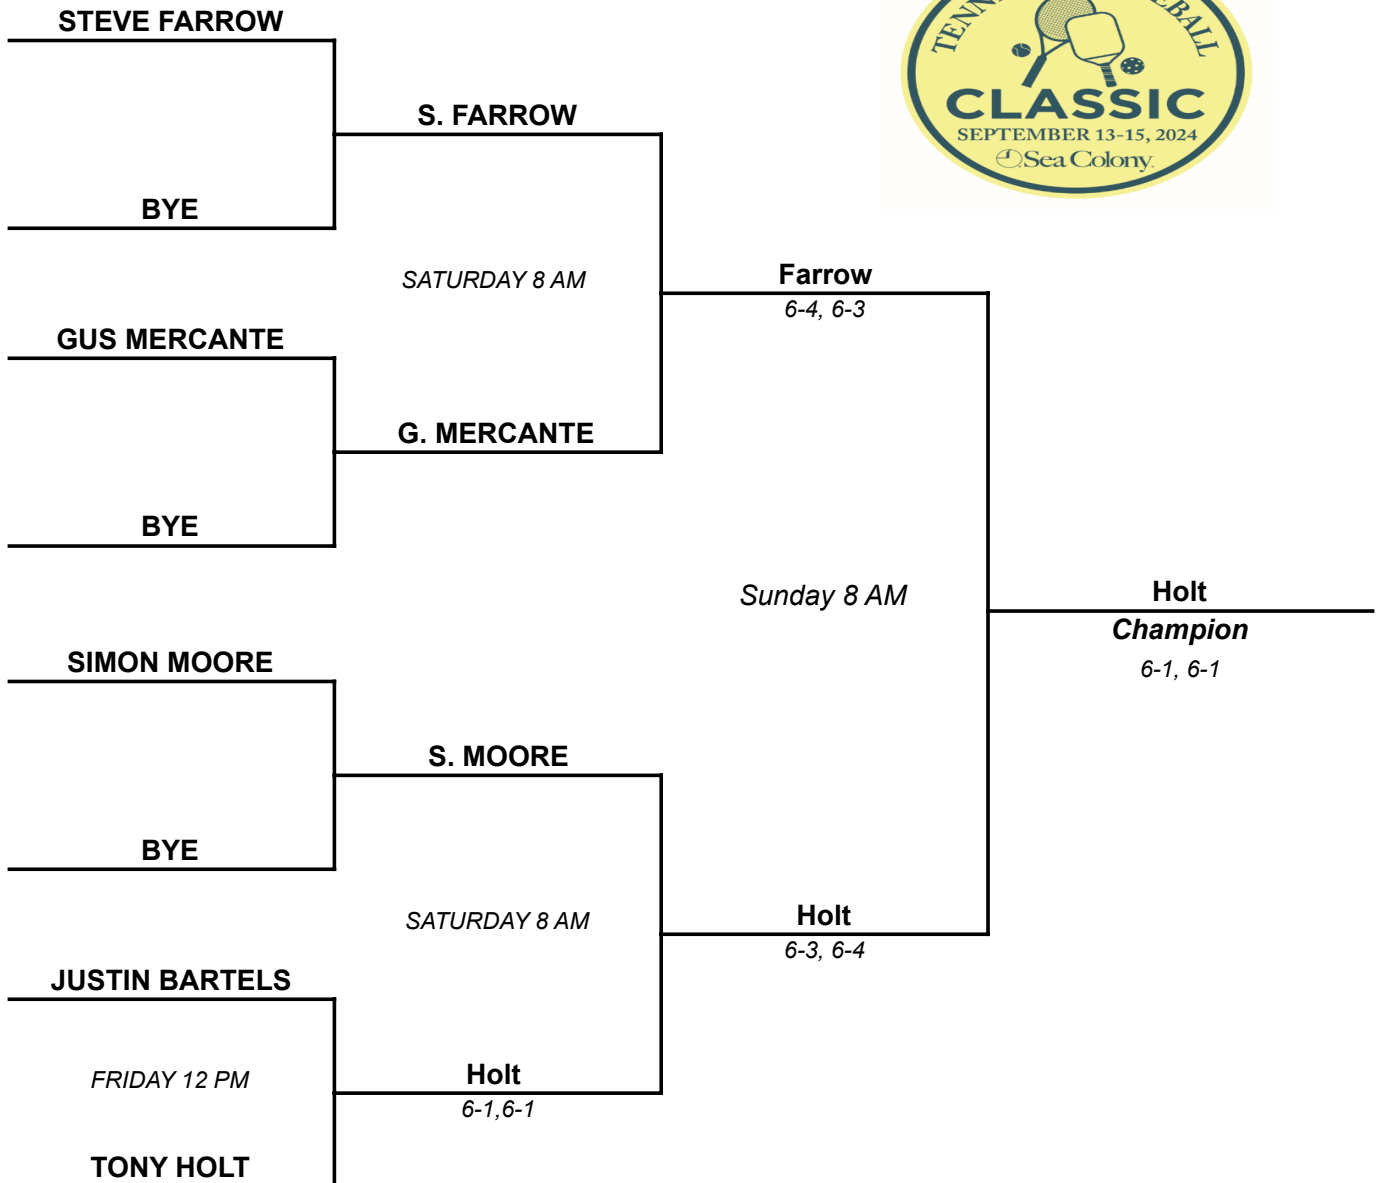 STEVE FARROW
S. FARROW
BYE
CLASSIC
SEPTEMBER 13-15, 2024
Sea Colony
SATURDAY 8 AM
Farrow
6-4, 6-3
GUS MERCANTE
G. MERCANTE
BYE
Sunday 8 AM
Holt
Champion
6-1, 6-1
SIMON MOORE
S. MOORE
BYE
SATURDAY 8 AM
Holt
6-3, 6-4
JUSTIN BARTELS
FRIDAY 12 PM
Holt
6-1,6-1
TONY HOLT